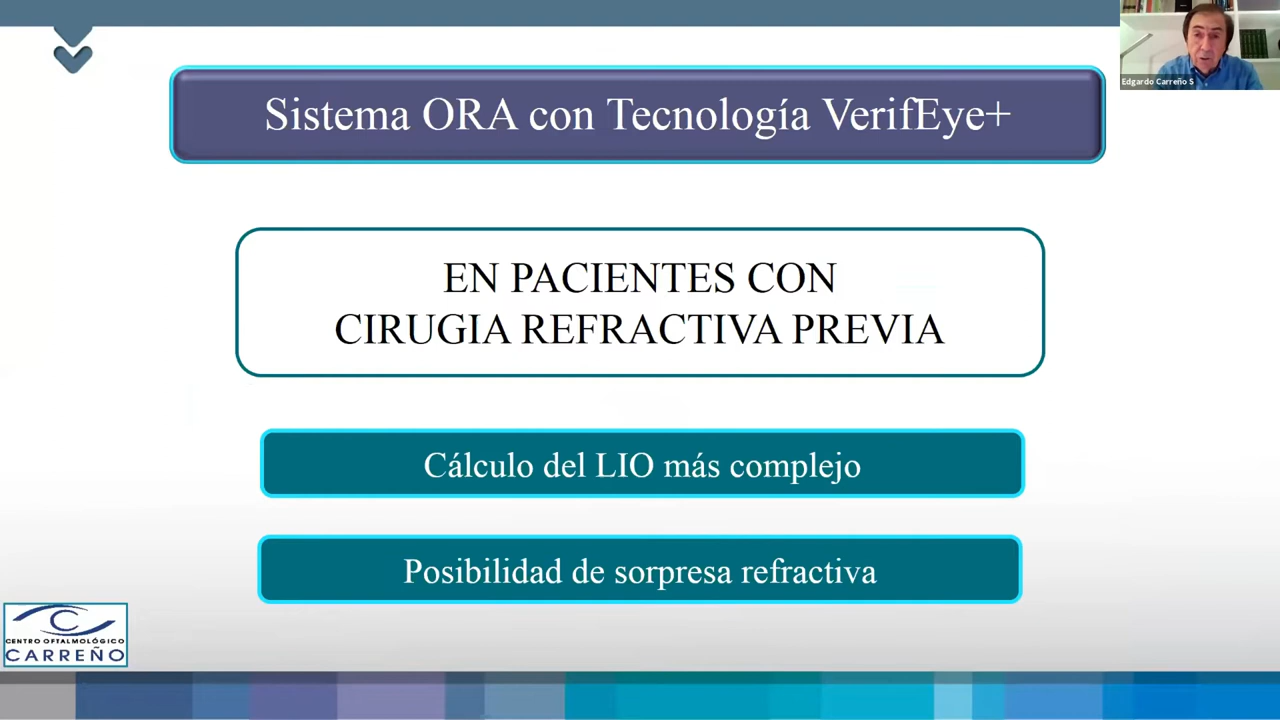 Sistema ORA con Tecnología VerifEye+
Edgardo Carreño S
EN PACIENTES CON
CIRUGIA REFRACTIVA PREVIA
Cálculo del LIO más complejo
Posibilidad de sorpresa refractiva
CENTRO OFTALMOLÓGICO
CARREÑO